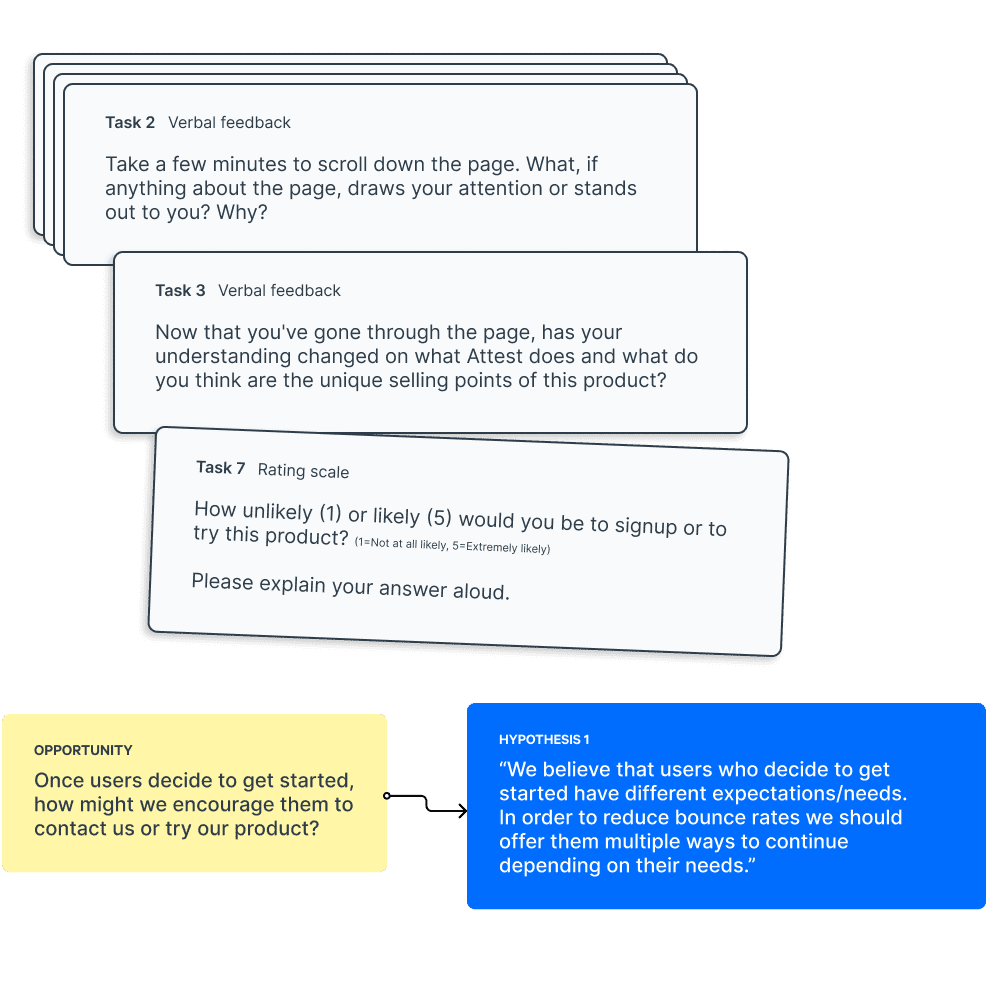 Task 2 Verbal feedback
Take a few minutes to scroll down the page. What, if
anything about the page, draws your attention or stands
out to you? Why?
Task 3 Verbal feedback
Now that you've gone through the page, has your
understanding changed on what Attest does and what do
you think are the unique selling points of this product?
Task 7 Rating scale
How unlikely (1) or likely (5) would you be to signup or to
try this product? (1=Not at all likely, 5=Extremely likely)
Please explain your answer aloud.
OPPORTUNITY
Once users decide to get started,
how might we encourage them to
contact us or try our product?
HYPOTHESIS 1
“We believe that users who decide to get
started have different expectations/needs.
In order to reduce bounce rates we should
offer them multiple ways to continue
depending on their needs.”